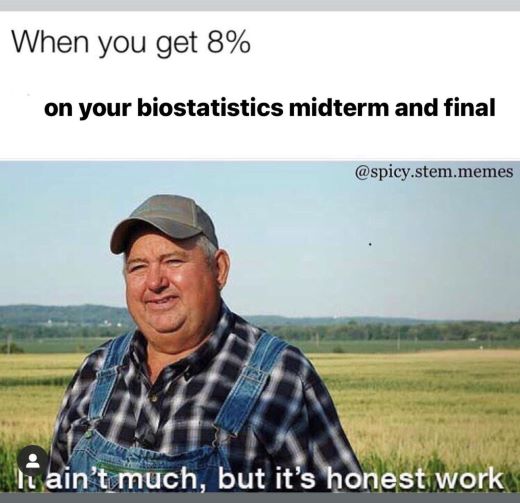 When you get 8%
on your biostatistics midterm and final
@spicy.stem.memes
It ain't much, but it's honest work